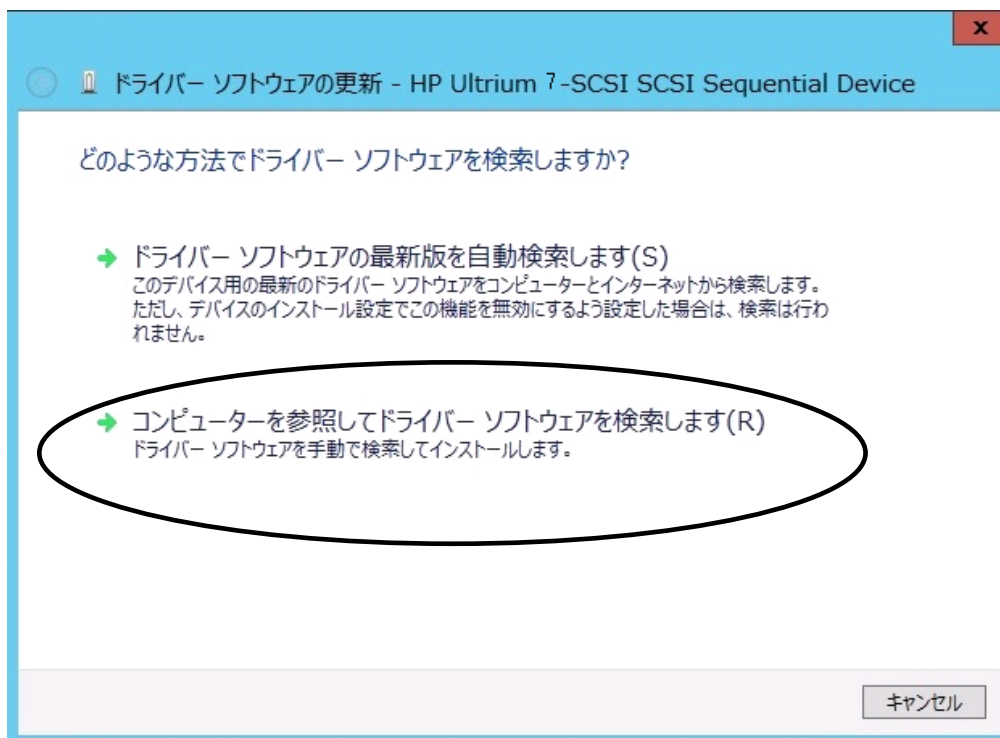 x
ドライバー ソフトウェアの更新 - HP Ultrium 7-SCSI SCSI Sequential Device
どのような方法でドライバー ソフトウェアを検索しますか?
ドライバー ソフトウェアの最新版を自動検索します(S)
このデバイス用の最新のドライバー ソフトウェアをコンピューターとインターネットから検索します。
ただし、デバイスのインストール設定でこの機能を無効にするよう設定した場合は、検索は行わ
れません。
コンピューターを参照してドライバー ソフトウェアを検索します(R)
ドライバー ソフトウェアを手動で検索してインストールします。
キャンセル